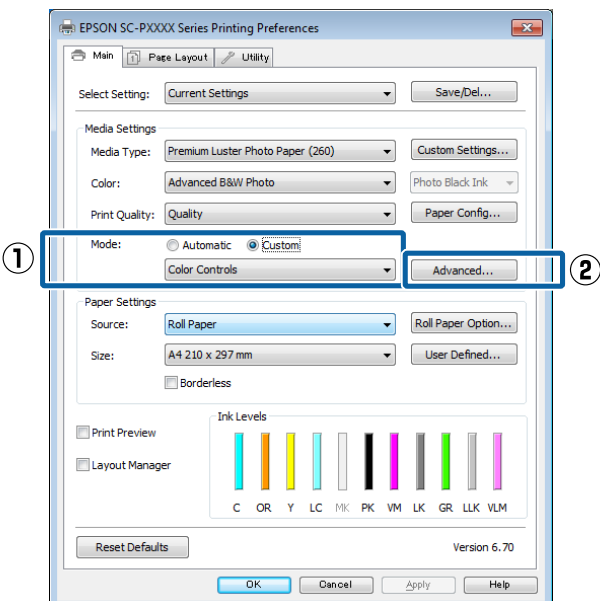 EPSON SC-PXXXX Series Printing Preferences
Main Page Layout Utility
Select Setting: Current Settings Save/Del...
Media Settings
Media Type: Premium Luster Photo Paper (260) Custom Settings...
Color: Advanced B&W Photo Photo Black Ink
Print Quality: Quality Paper Config...
Mode: Automatic Custom
1 Color Controls Advanced... 2
Paper Settings
Source: Roll Paper Roll Paper Option...
Size: A4 210 x 297 mm User Defined...
Borderless
Ink Levels
Print Preview
Layout Manager
C OR Y LC MK PK VM LK GR LLK VLM
Reset Defaults Version 6.70
OK Cancel Apply Help